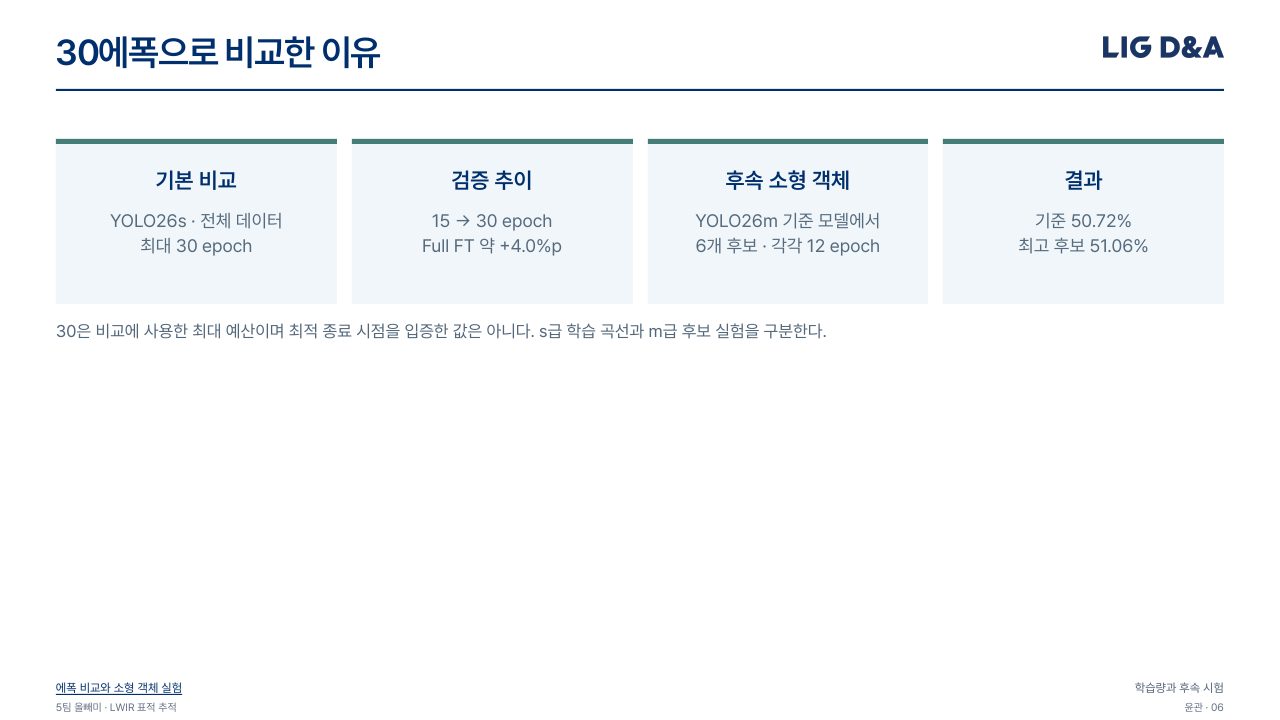 30에폭으로 비교한 이유
LIG D&A
기본 비교
YOLO26s · 전체 데이터
최대 30 epoch
검증 추이
15 → 30 epoch
Full FT 약 +4.0%p
후속 소형 객체
YOLO26m 기준 모델에서
6개 후보 · 각각 12 epoch
결과
기준 50.72%
최고 후보 51.06%
30은 비교에 사용한 최대 예산이며 최적 종료 시점을 입증한 값은 아니다. s급 학습 곡선과 m급 후보 실험을 구분한다.
에폭 비교와 소형 객체 실험
5팀 올빼미 · LWIR 표적 추적
학습량과 후속 시험
윤관 · 06